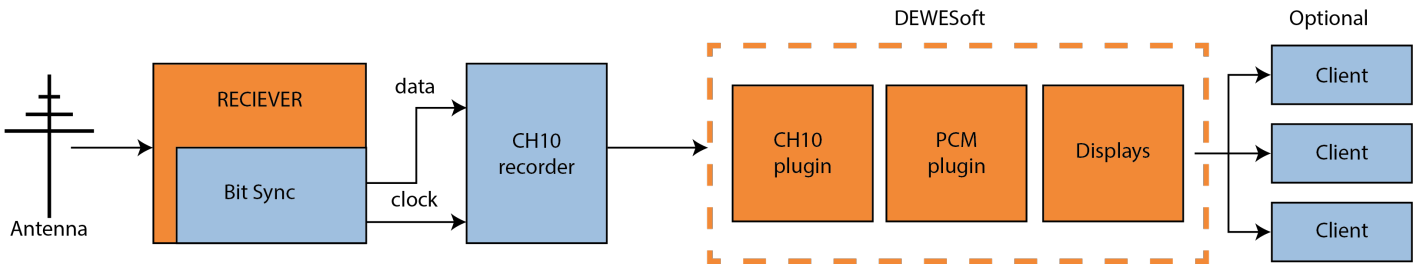 DEWESoft
Optional
Antenna
RECIEVER
Bit Sync
data
clock
CH10
recorder
CH10
plugin
PCM
plugin
Displays
Client
Client
Client